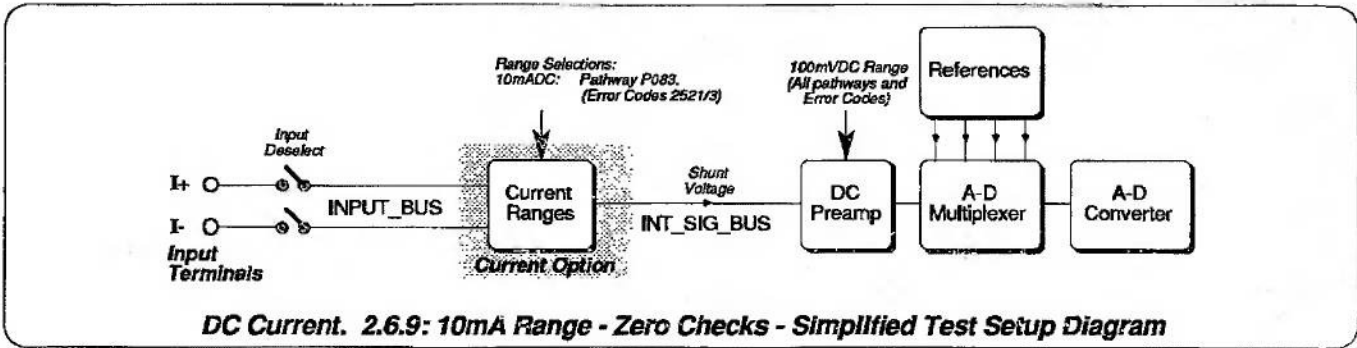 Range Selections:
10mADC: Pathway P083.
(Error Codes 2521/3)
100mVDC Range
(All pathways and
Error Codes)
References
Input
Deselect
I+
I-
Input
Terminals
INPUT_BUS
Current
Ranges
Current Option
Shunt
Voltage
INT_SIG_BUS
DC
Preamp
A-D
Multiplexer
A-D
Converter
DC Current. 2.6.9: 10mA Range - Zero Checks - Simplified Test Setup Diagram